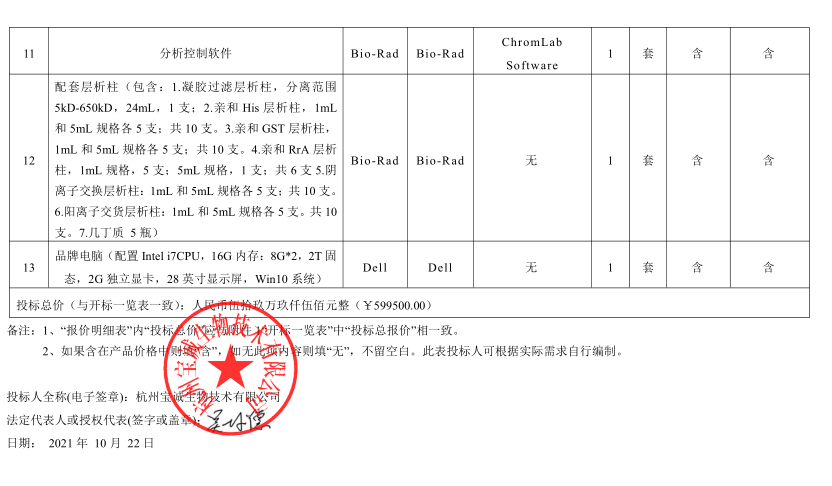 11 分析控制软件 Bio-Rad Bio-Rad ChromLab Software 1 套 含 含
12 配套层析柱（包含：1.凝胶过滤层析柱，分离范围
5kD-650kD，24mL，1 支；2.亲和 His 层析柱，1mL
和 5mL 规格各 5 支；共 10 支。3.亲和 GST 层析柱，
1mL 和 5mL 规格各 5 支；共 10 支。4.亲和 RrA 层析
柱，1mL 规格，5 支；5mL 规格，1 支；共 6 支 5.阴
离子交换层析柱：1mL 和 5mL 规格各 5 支；共 10 支。
6.阳离子交货层析柱：1mL 和 5mL 规格各 5 支。共 10
支。7.几丁质 5 瓶） Bio-Rad Bio-Rad 无 1 套 含 含
13 品牌电脑（配置 Intel i7CPU，16G 内存：8G*2，2T 固
态，2G 独立显卡，28 英寸显示屏，Win10 系统） Dell Dell 无 1 套 含 含
投标总价（与开标一览表一致）：人民币伍拾玖万玖仟伍佰元整（￥599500.00）
备注：1、“报价明细表”内“投标总价”应与附件1“开标一览表”中“投标总报价”相一致。
2、如果含在产品价格中则填“含”，如无此项内容则填“无”，不留空白。此表投标人可根据实际需求自行编制。
投标人全称(电子签章)：杭州宝诚生物技术有限公司
法定代表人或授权代表(签字或盖章)：
日期： 2021 年 10 月 22 日
杭州宝诚生物技术有限公司